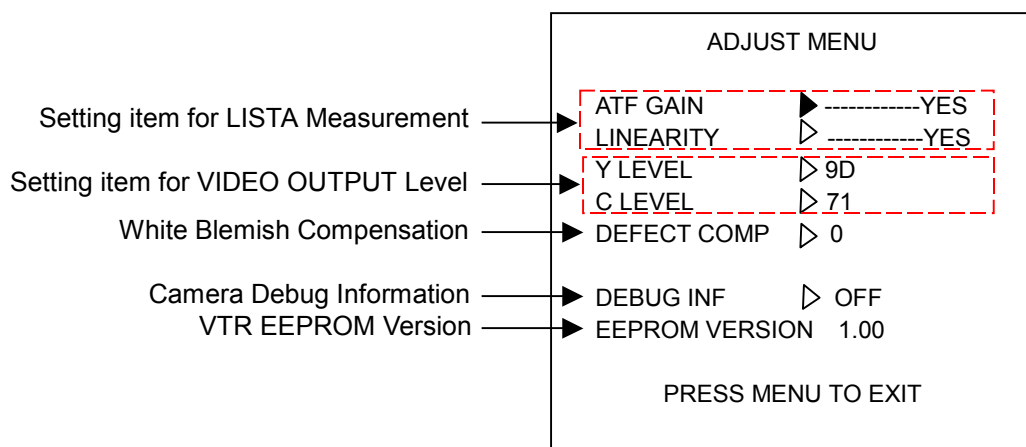 ADJUST MENU
Setting item for LISTA Measurement
ATF GAIN ------------YES
LINEARITY ------------YES
Setting item for VIDEO OUTPUT Level
Y LEVEL 9D
C LEVEL 71
White Blemish Compensation
DEFECT COMP 0
Camera Debug Information
DEBUG INF OFF
VTR EEPROM Version
EEPROM VERSION 1.00
PRESS MENU TO EXIT